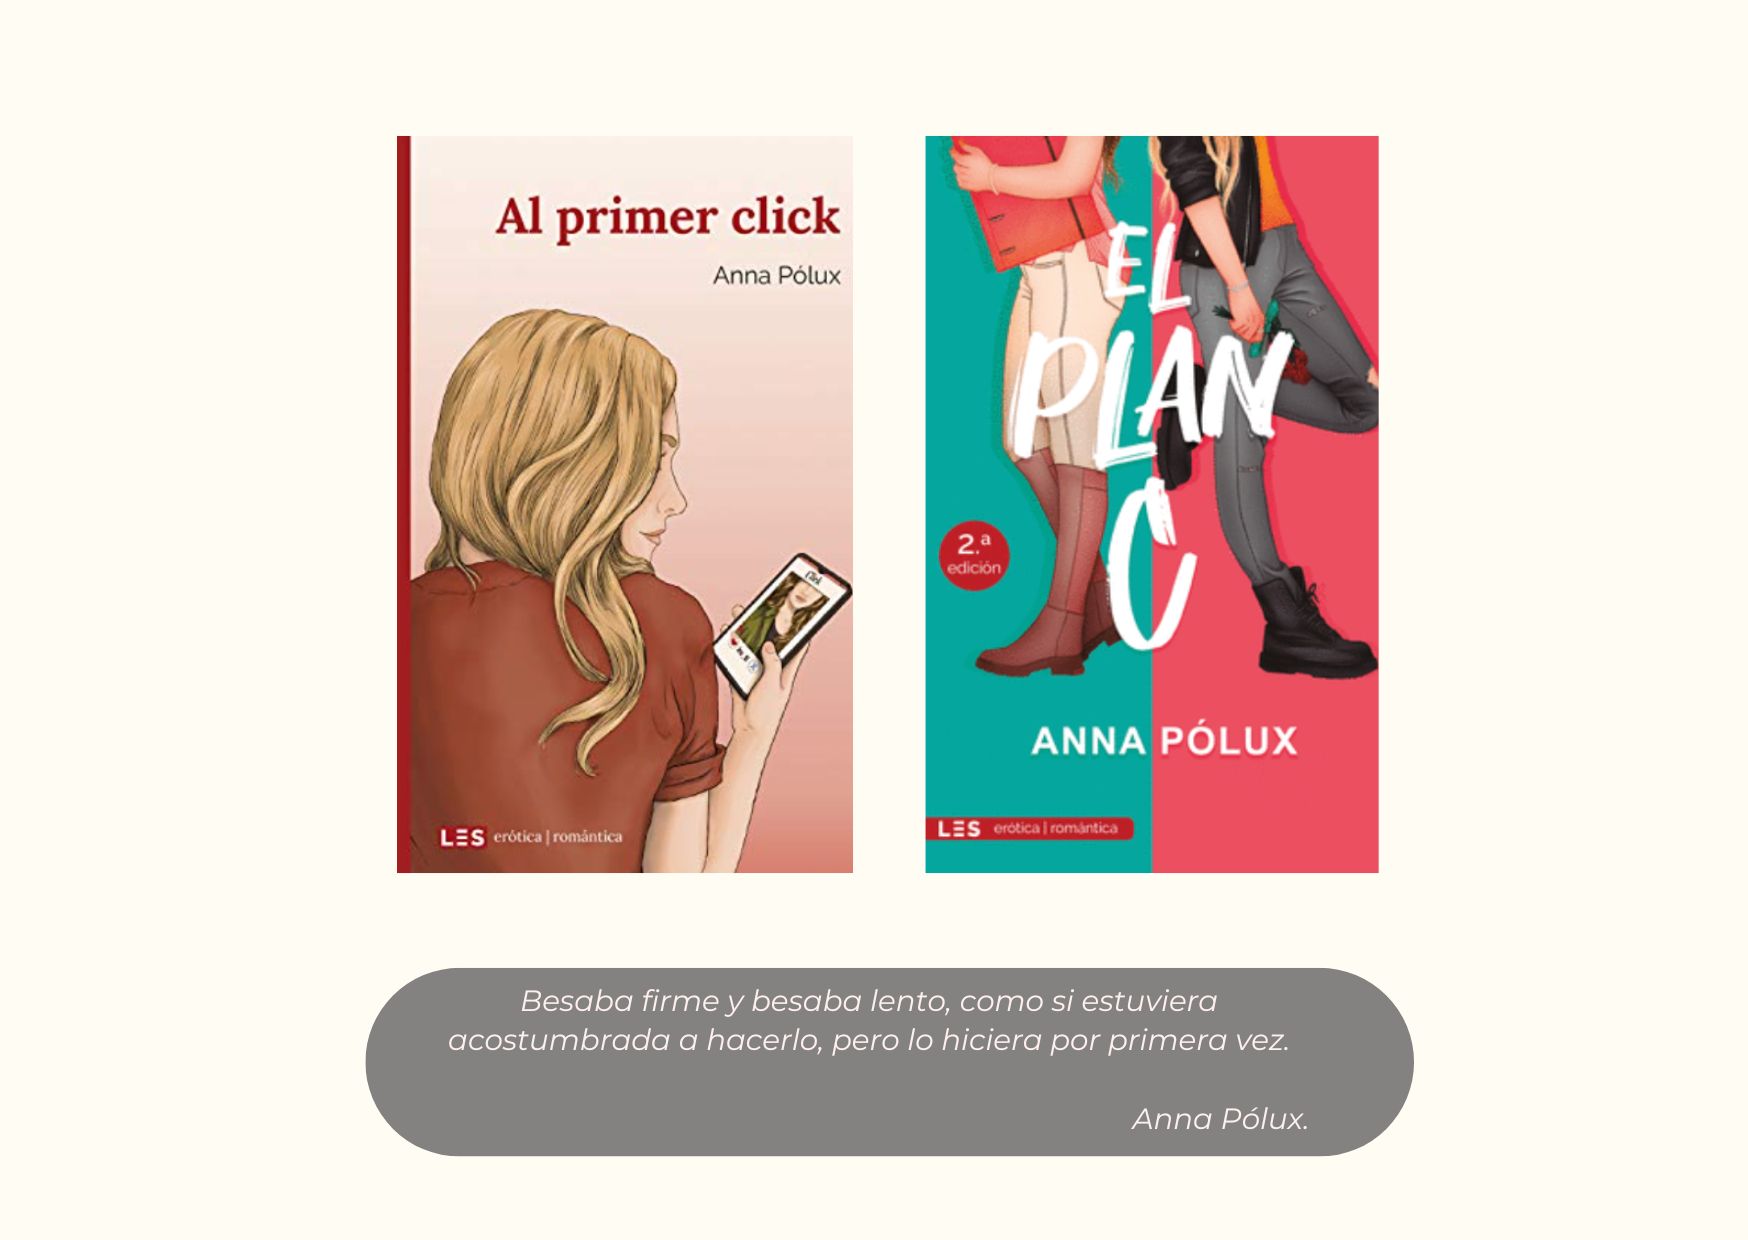 Al primer click
Anna Pólux
Click
LES erótica | romántica
EL
PLAN
C
2.ª
edición
ANNA PÓLUX
LES erótica | romántica
Besaba firme y besaba lento, como si estuviera
acostumbrada a hacerlo, pero lo hiciera por primera vez.
Anna Pólux.